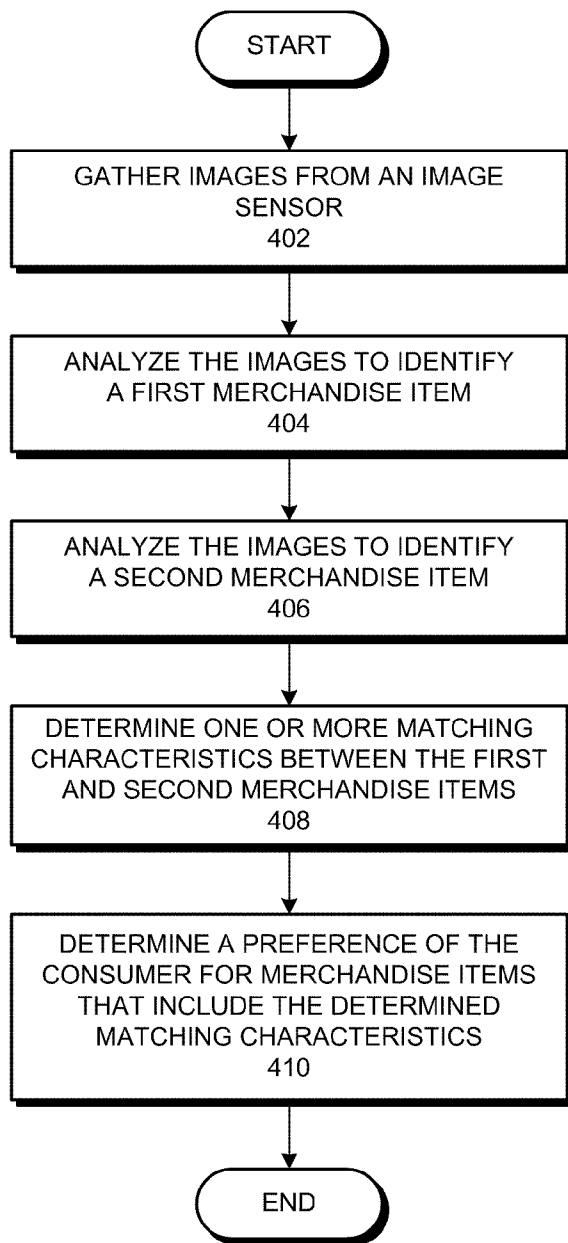 START
GATHER IMAGES FROM AN IMAGE
SENSOR
402
ANALYZE THE IMAGES TO IDENTIFY
A FIRST MERCHANDISE ITEM
404
ANALYZE THE IMAGES TO IDENTIFY
A SECOND MERCHANDISE ITEM
406
DETERMINE ONE OR MORE MATCHING
CHARACTERISTICS BETWEEN THE FIRST
AND SECOND MERCHANDISE ITEMS
408
DETERMINE A PREFERENCE OF THE
CONSUMER FOR MERCHANDISE ITEMS
THAT INCLUDE THE DETERMINED
MATCHING CHARACTERISTICS
410
END